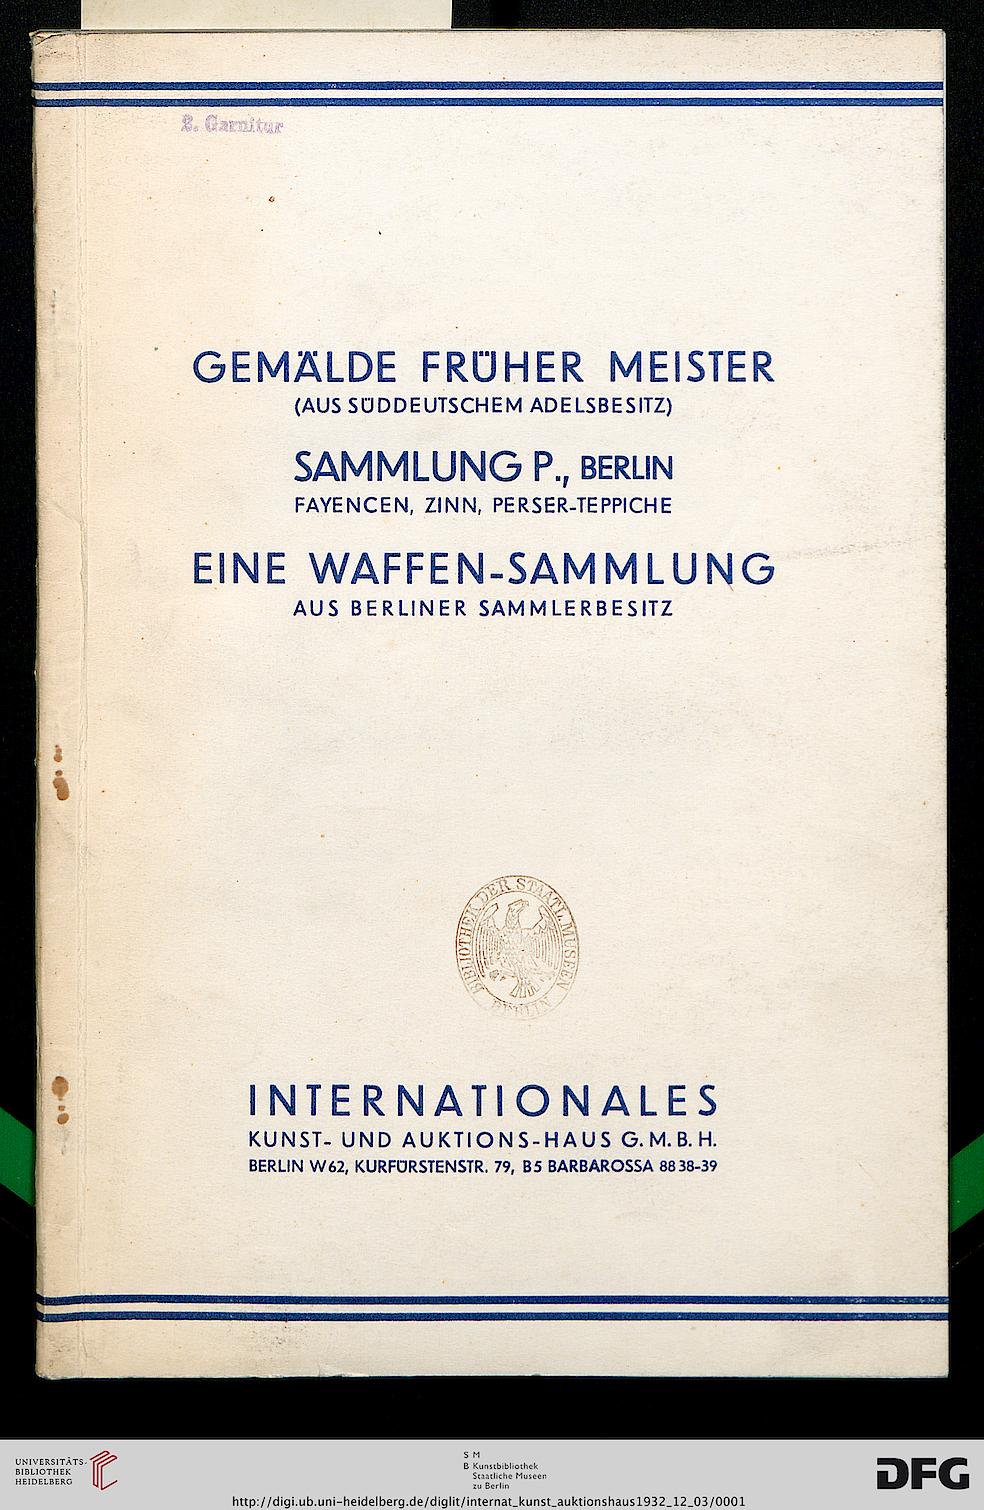 2. Garnitur
GEMÄLDE FRÜHER MEISTER
(AUS SÜDDEUTSCHEM ADELSBESITZ)
SAMMLUNG P., BERLIN
FAYENCEN, ZINN, PERSER-TEPPICHE
EINE WAFFEN-SAMMLUNG
AUS BERLINER SAMMLERBESITZ
BIBLIOTHEK DER STAATL. MUSEEN
BERLIN
INTERNATIONALES
KUNST- UND AUKTIONS-HAUS G. M. B. H.
BERLIN W 62, KURFÜRSTENSTR. 79, B 5 BARBAROSSA 88 38-39
UNIVERSITÄTS-
BIBLIOTHEK
HEIDELBERG
S M
B Kunstbibliothek
Staatliche Museen
zu Berlin
DFG
http://digi.ub.uni-heidelberg.de/diglit/internat_kunst_auktionshaus1932_12_03/0001